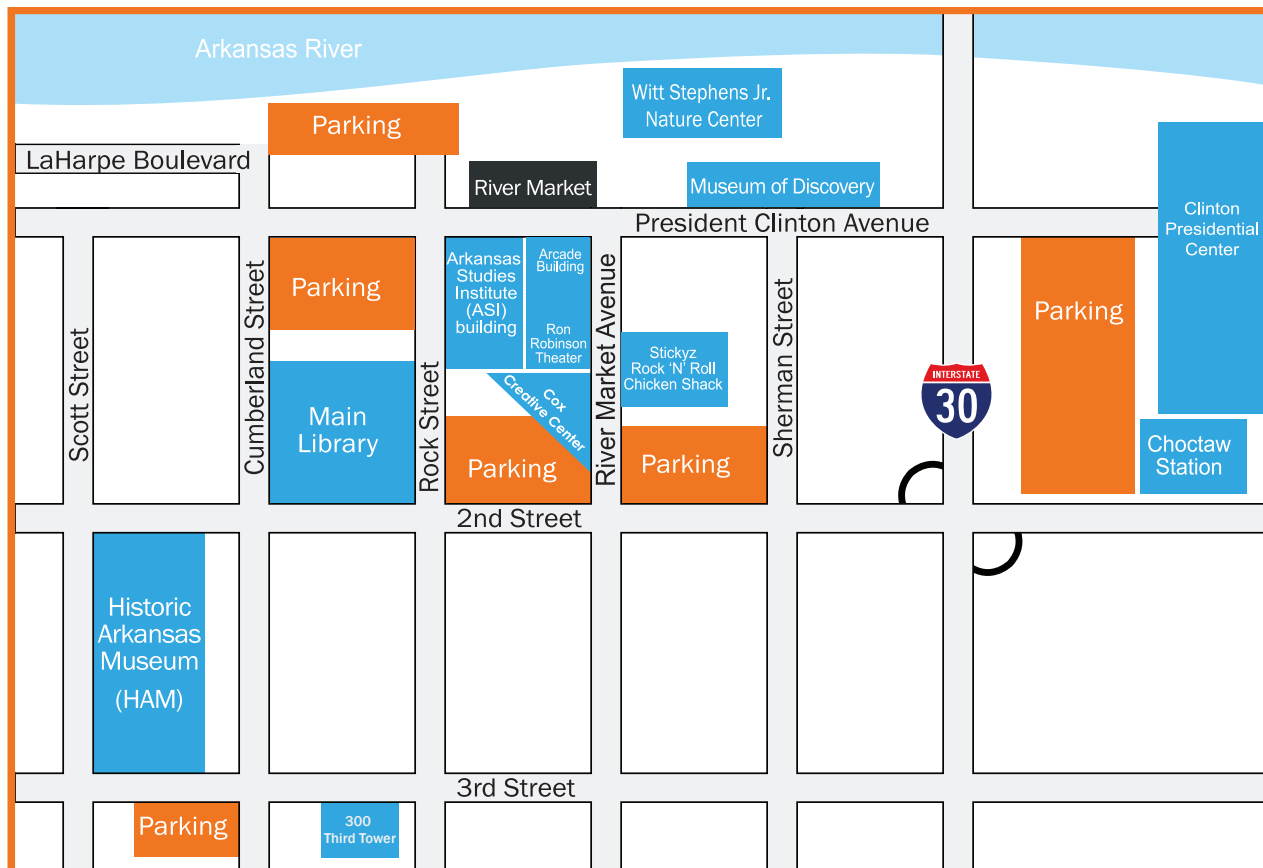 Arkansas River
Witt Stephens Jr.
Nature Center
Parking
LaHarpe Boulevard
River Market
Museum of Discovery
President Clinton Avenue
Clinton
Presidential
Center
Scott Street
Cumberland Street
Parking
Rock Street
Arkansas
Studies
Institute
(ASI)
building
Arcade
Building
Ron
Robinson
Theater
River Market Avenue
Stickyz
Rock ‘N’ Roll
Chicken Shack
Sherman Street
INTERSTATE
30
Parking
Main
Library
Cox
Creative Center
Parking
Parking
Choctaw
Station
2nd Street
Historic
Arkansas
Museum
(HAM)
3rd Street
Parking
300
Third Tower